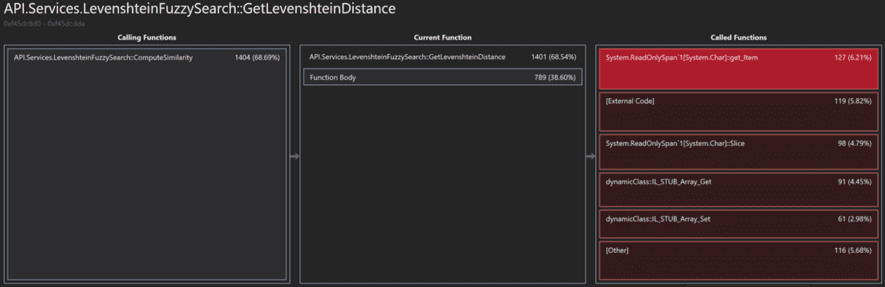 API.Services.LevenshteinFuzzySearch::GetLevenshteinDistance
Calling Functions
API.Services.LevenshteinFuzzySearch::ComputeSimilarity 1404 (68.69%)
Current Function
API.Services.LevenshteinFuzzySearch::GetLevenshteinDistance 1401 (68.54%)
Function Body 789 (38.60%)
Called Functions
System.ReadOnlySpan`1[System.Char]::get_Item 127 (6.21%)
[External Code] 119 (5.82%)
System.ReadOnlySpan`1[System.Char]::Slice 98 (4.79%)
dynamicClass::IL_STUB_Array_Get 91 (4.45%)
dynamicClass::IL_STUB_Array_Set 61 (2.98%)
[Other] 116 (5.68%)